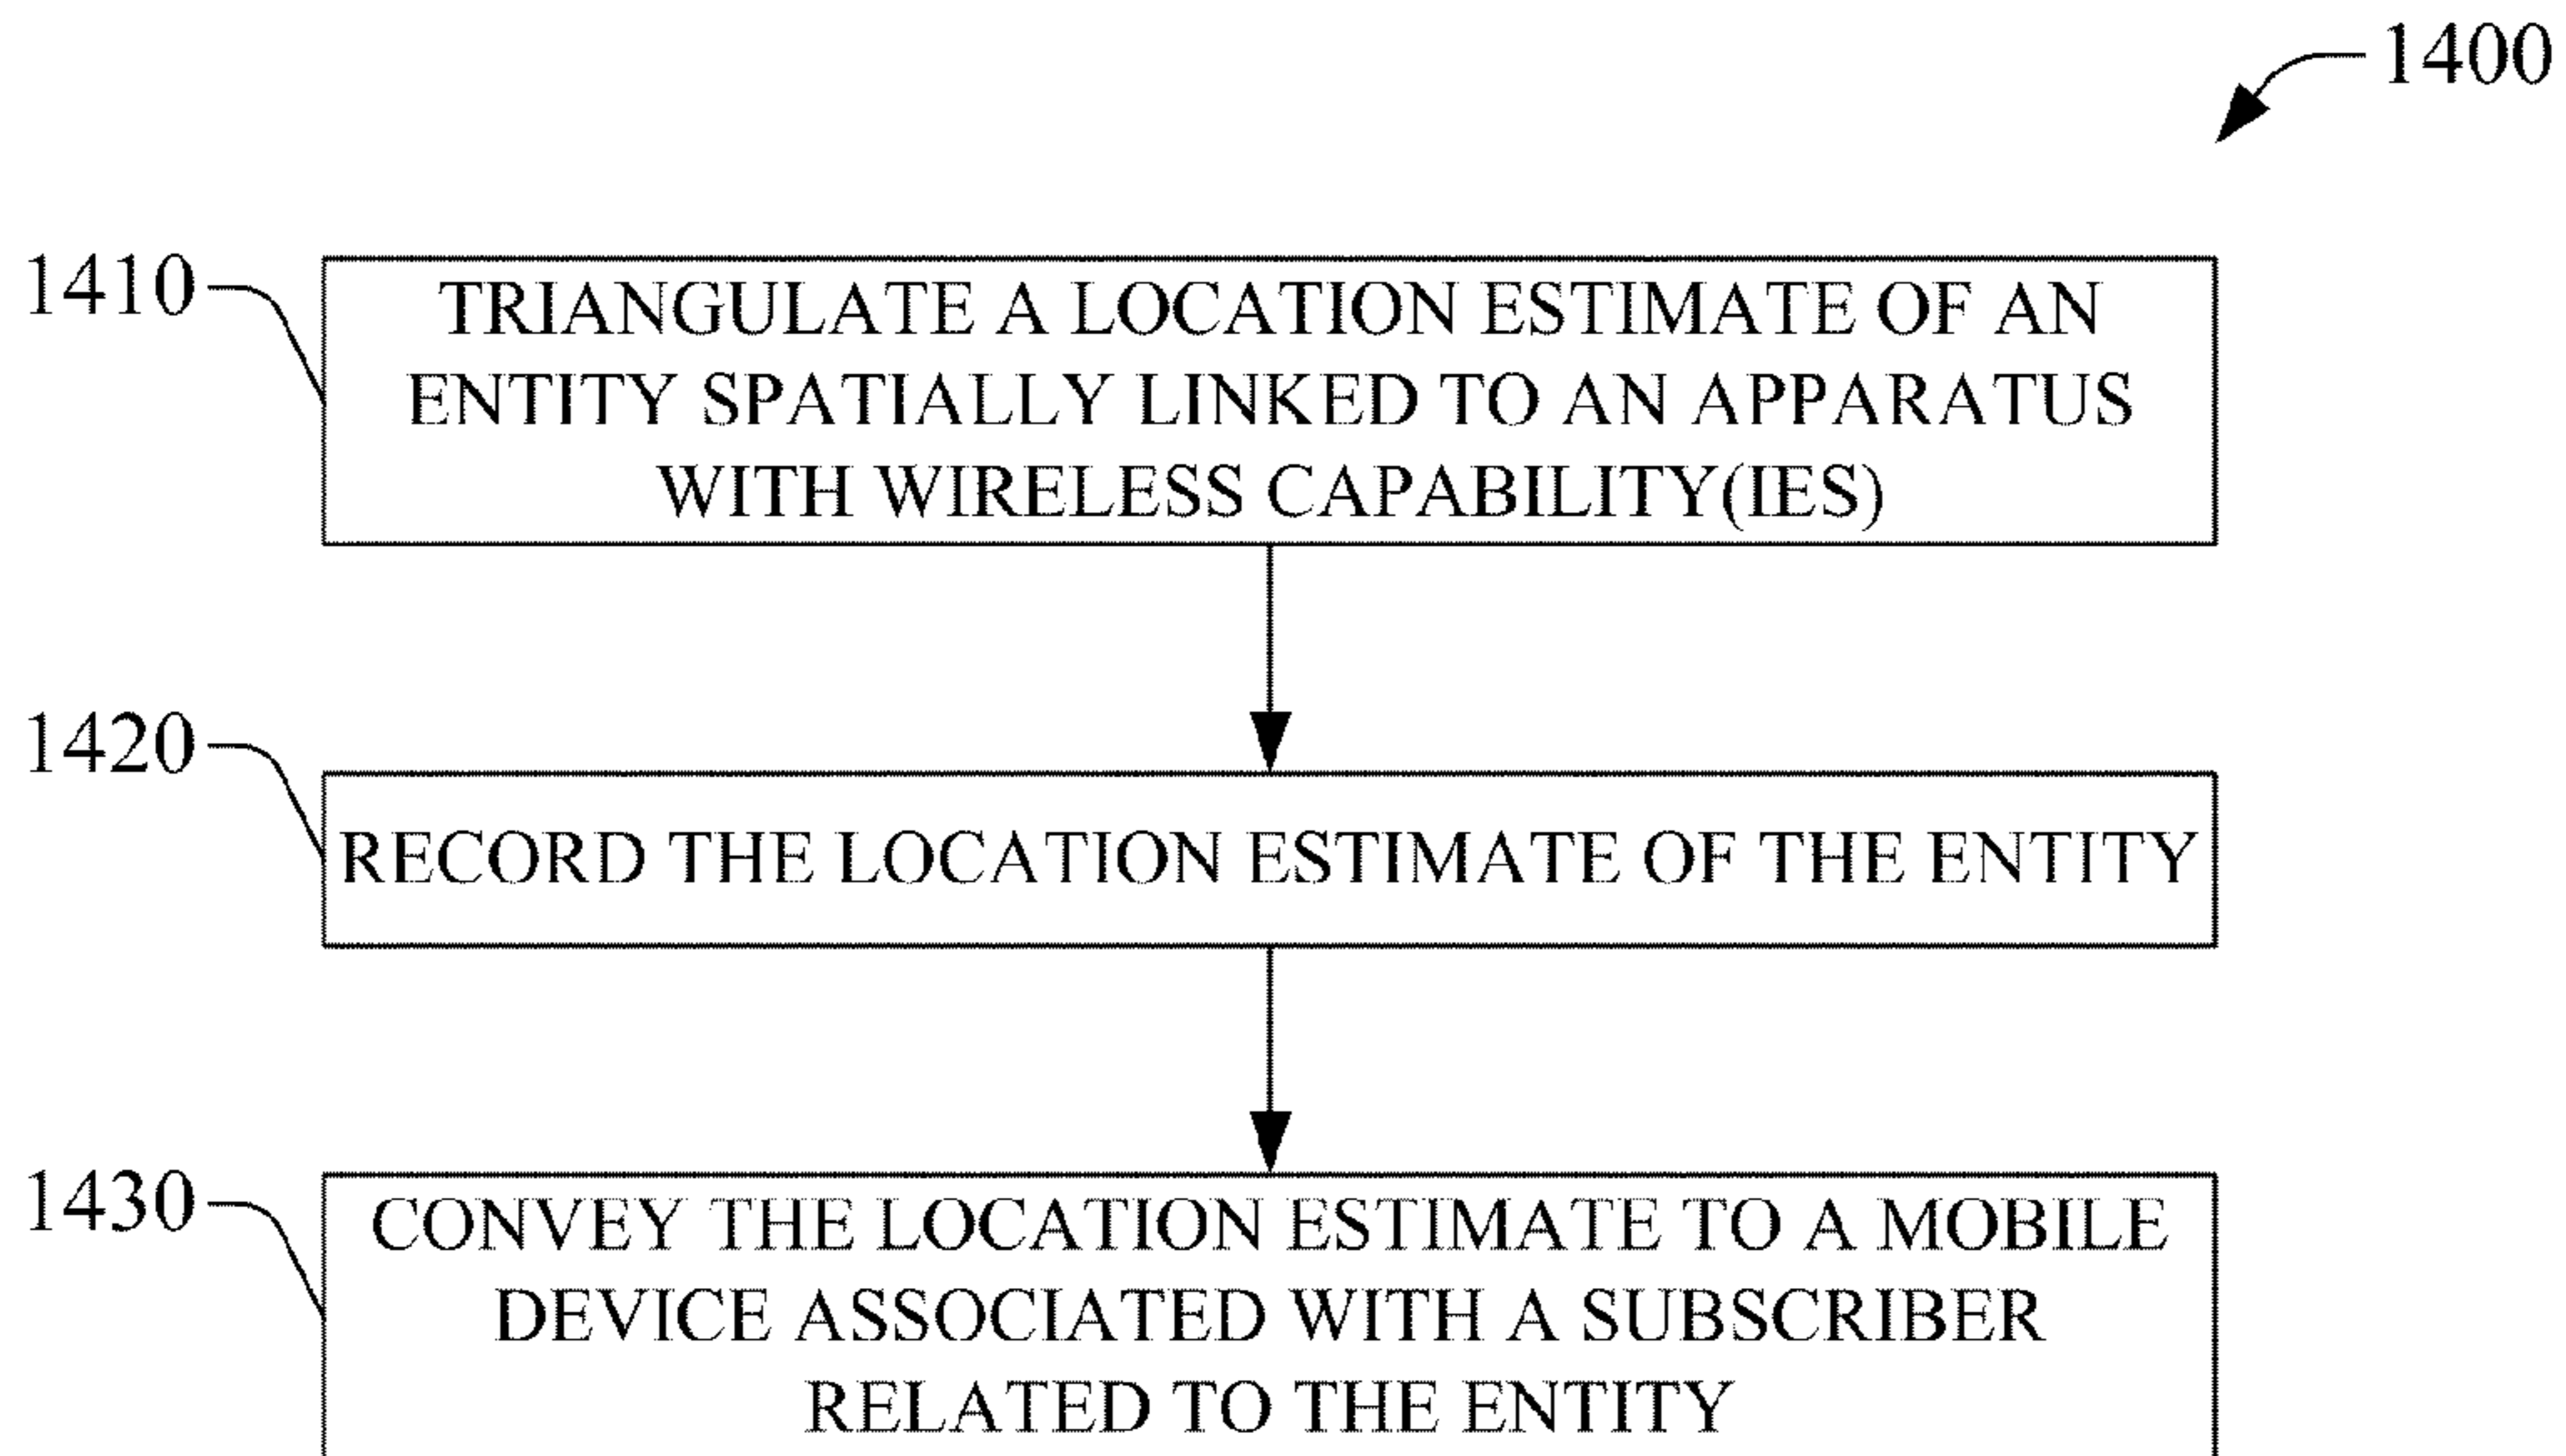 1400
1410
TRIANGULATE A LOCATION ESTIMATE OF AN
ENTITY SPATIALLY LINKED TO AN APPARATUS
WITH WIRELESS CAPABILITY(IES)
1420
RECORD THE LOCATION ESTIMATE OF THE ENTITY
1430
CONVEY THE LOCATION ESTIMATE TO A MOBILE
DEVICE ASSOCIATED WITH A SUBSCRIBER
RELATED TO THE ENTITY